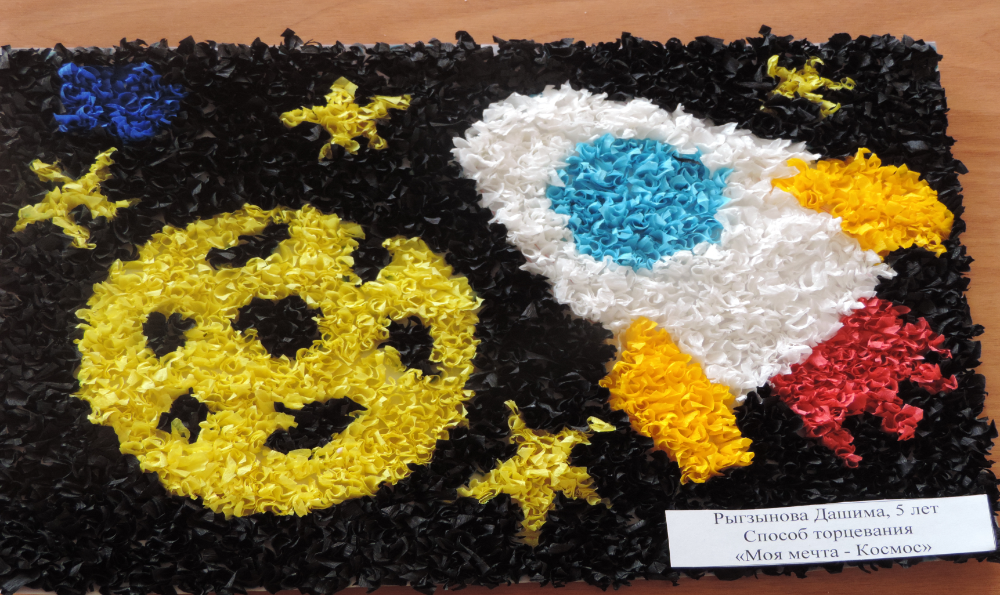 Рыгзынова Дашима, 5 лет
Способ торцевания
«Моя мечта - Космос»